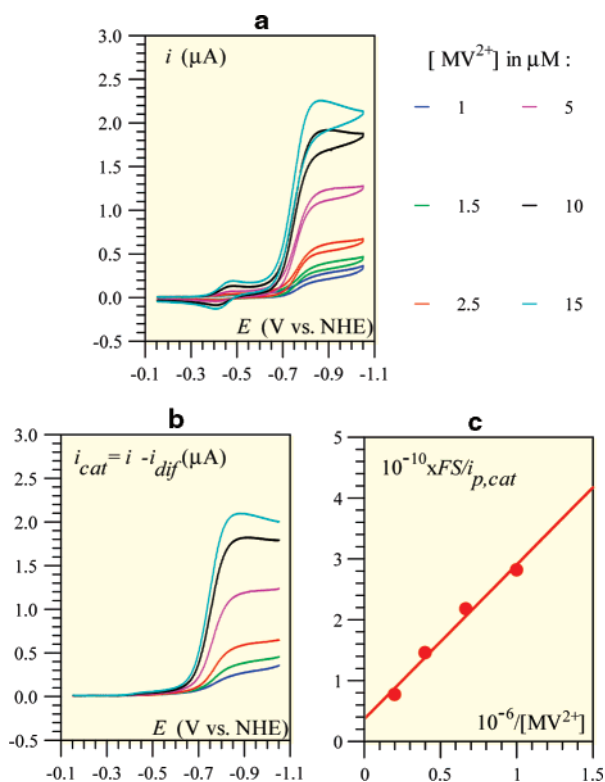 a
i (µA)
[ MV²⁺] in µM :
3.0
2.5
2.0
1.5
1.0
0.5
0.0
-0.5
1
5
1.5
10
2.5
15
E (V vs. NHE)
-0.1 -0.3 -0.5 -0.7 -0.9 -1.1
b
i_cat = i - i_dif (µA)
3.0
2.5
2.0
1.5
1.0
0.5
0.0
-0.5
E (V vs. NHE)
-0.1 -0.3 -0.5 -0.7 -0.9 -1.1
c
10⁻¹⁰xFS/i_p,cat
5
4
3
2
1
0
10⁻⁶/[MV²⁺]
0 0.5 1 1.5